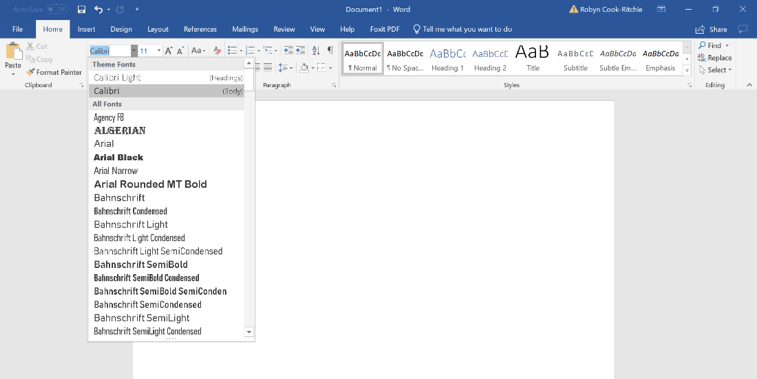 AutoSave Off Document1 - Word Robyn Cook-Ritchie
File Home Insert Design Layout References Mailings Review View Help Foxit PDF Tell me what you want to do Share
Paste
Cut
Copy
Format Painter
Clipboard
Calibri 11
Theme Fonts
Calibri Light (Headings)
Calibri (Body)
All Fonts
Agency FB
ALGERIAN
Arial
Arial Black
Arial Narrow
Arial Rounded MT Bold
Bahnschrift
Bahnschrift Condensed
Bahnschrift Light
Bahnschrift Light Condensed
Bahnschrift Light SemiCondensed
Bahnschrift SemiBold
Bahnschrift SemiBold Condensed
Bahnschrift SemiBold SemiConden
Bahnschrift SemiCondensed
Bahnschrift SemiLight
Bahnschrift SemiLight Condensed
Paragraph
AaBbCcDc AaBbCcDc AaBbCc AaBbCcE AaB AaBbCcC AaBbCcDc AaBbCcDc
¶ Normal ¶ No Spac... Heading 1 Heading 2 Title Subtitle Subtle Em... Emphasis
Styles
Find
Replace
Select
Editing